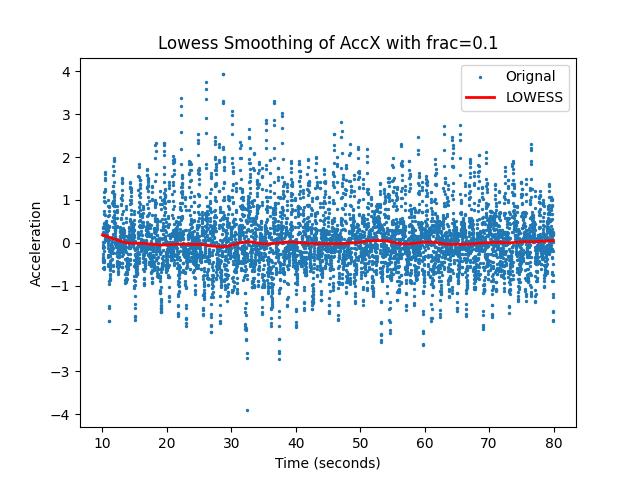 Lowess Smoothing of AccX with frac=0.1
Orignal
LOWESS
Acceleration
4
3
2
1
0
−1
−2
−3
−4
10 20 30 40 50 60 70 80
Time (seconds)